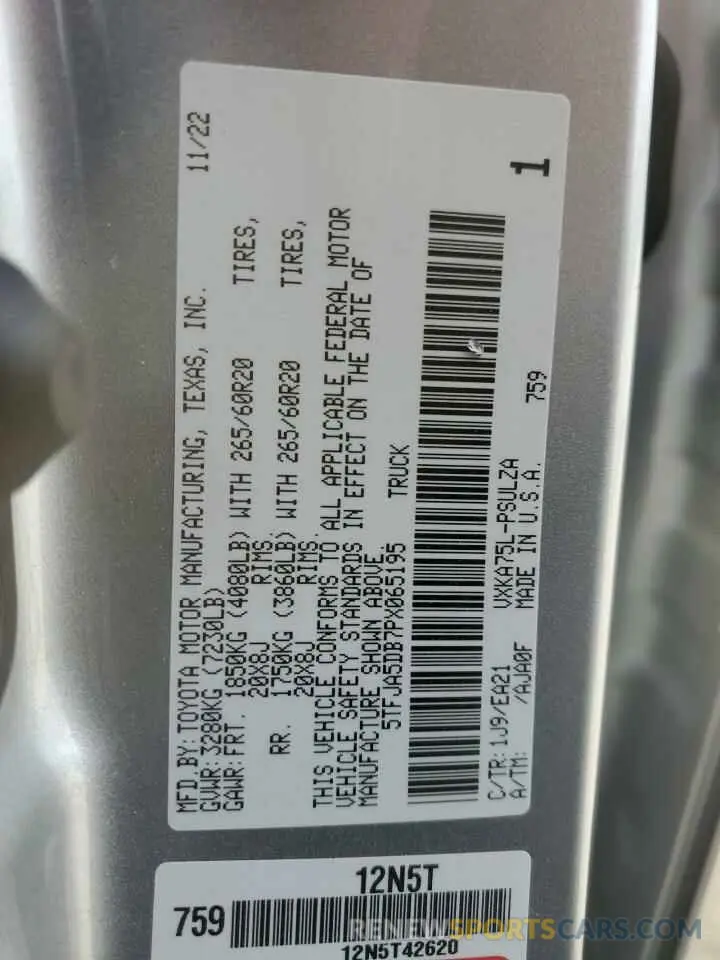 MFD.BY:TOYOTA MOTOR MANUFACTURING, TEXAS, INC. 11/22
GVWR:3280KG (7230LB)
GAWR:FRT. 1850KG (4080LB) WITH 265/60R20 TIRES,
20X8J RIMS
RR. 1750KG (3860LB) WITH 265/60R20 TIRES,
20X8J RIMS.
THIS VEHICLE CONFORMS TO ALL APPLICABLE FEDERAL MOTOR
VEHICLE SAFETY STANDARDS IN EFFECT ON THE DATE OF
MANUFACTURE SHOWN ABOVE.
5TFJA5DB7PX065195 TRUCK
C/TR:1J9/EA21 VXKA75L-PSULZA 759
A/TM: /AJA0F MADE IN U.S.A.
1
12N5T
759
12N5T42620
RENEWSPORTSCARS.COM